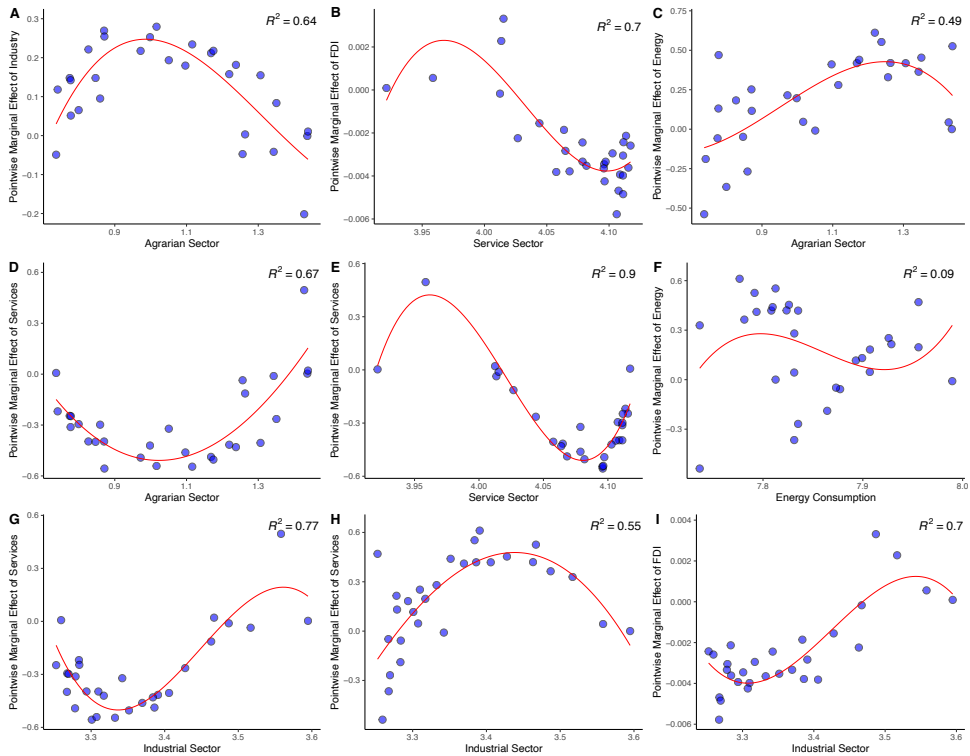 A
Pointwise Marginal Effect of Industry
R² = 0.64
0.3
0.2
0.1
0.0
−0.1
−0.2
0.9 1.1 1.3
Agrarian Sector
B
Pointwise Marginal Effect of FDI
R² = 0.7
0.002
0.000
−0.002
−0.004
−0.006
3.95 4.00 4.05 4.10
Service Sector
C
Pointwise Marginal Effect of Energy
R² = 0.49
0.75
0.50
0.25
0.00
−0.25
−0.50
0.9 1.1 1.3
Agrarian Sector
D
Pointwise Marginal Effect of Services
R² = 0.67
0.6
0.3
0.0
−0.3
−0.6
0.9 1.1 1.3
Agrarian Sector
E
Pointwise Marginal Effect of Services
R² = 0.9
0.6
0.3
0.0
−0.3
−0.6
3.95 4.00 4.05 4.10
Service Sector
F
Pointwise Marginal Effect of Energy
R² = 0.09
0.6
0.3
0.0
−0.3
7.8 7.9 8.0
Energy Consumption
G
Pointwise Marginal Effect of Services
R² = 0.77
0.6
0.3
0.0
−0.3
−0.6
3.3 3.4 3.5 3.6
Industrial Sector
H
Pointwise Marginal Effect of Services
R² = 0.55
0.6
0.3
0.0
−0.3
−0.6
3.3 3.4 3.5 3.6
Industrial Sector
I
Pointwise Marginal Effect of FDI
R² = 0.7
0.004
0.002
0.000
−0.002
−0.004
−0.006
3.3 3.4 3.5 3.6
Industrial Sector